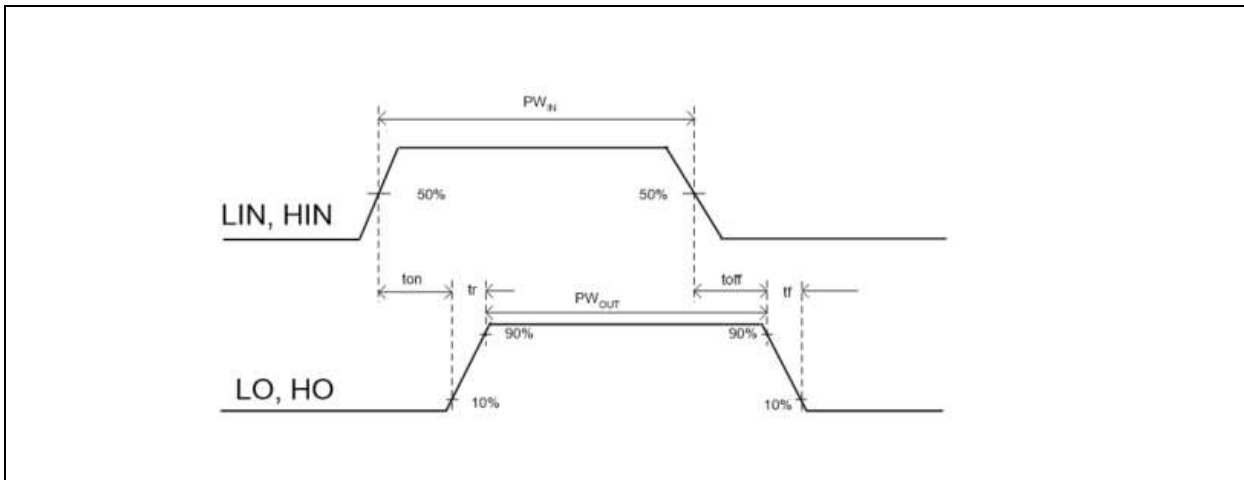 PW_IN
50%
50%
LIN, HIN
ton
tr
toff
tf
PW_OUT
90%
90%
LO, HO
10%
10%